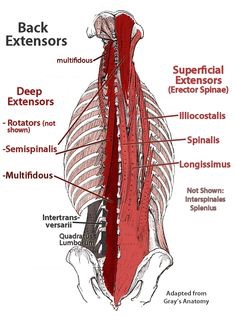 Back
Extensors
multifidous
Deep
Extensors
- Rotators (not
shown)
-Semispinalis
-Multifidous
Intertrans-
versarii
Quadratus
Lumborum
Superficial
Extensors
(Erector Spinae)
Illiocostalis
Spinalis
Longissimus
Not Shown:
Interspinales
Splenius
Adapted from
Gray's Anatomy